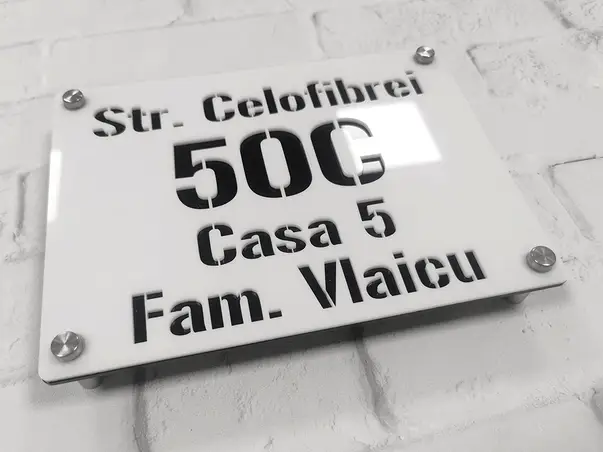 Str. Celofibrei
50C
Casa 5
Fam. Vlaicu